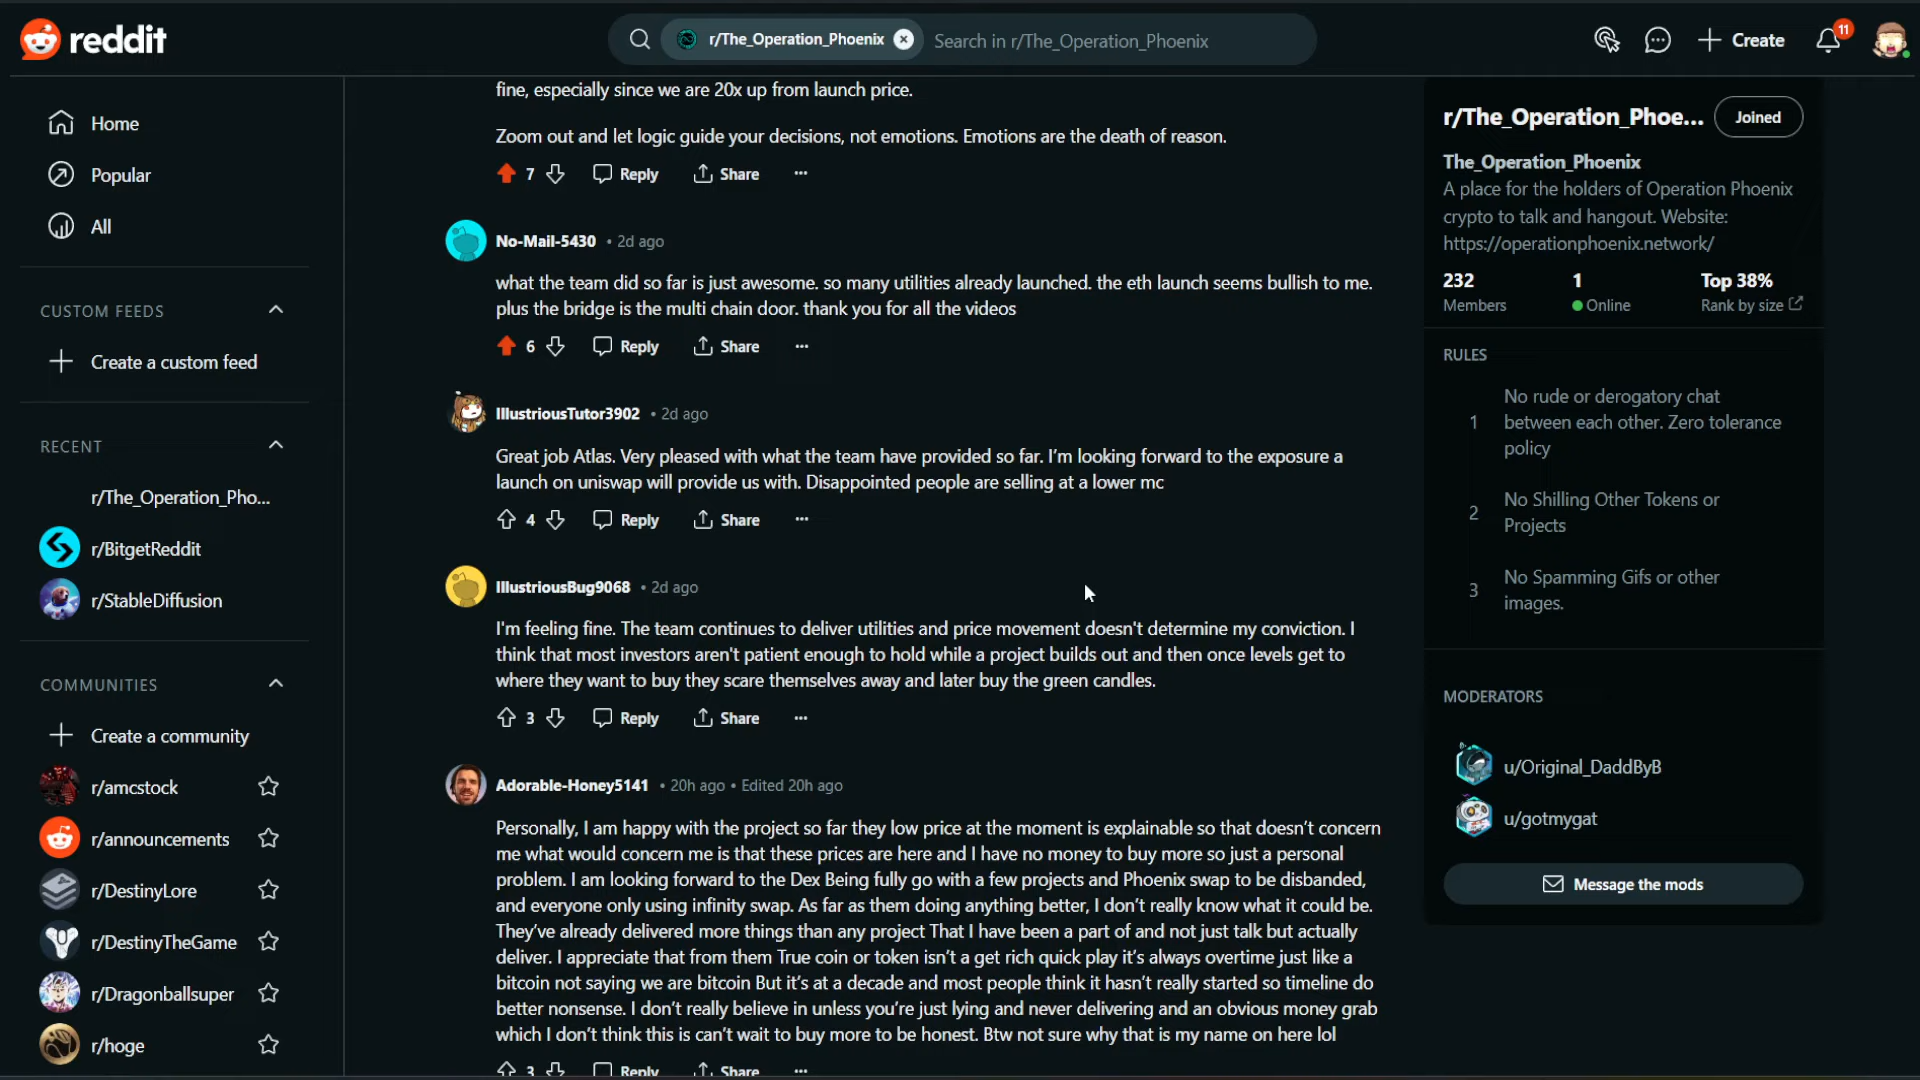 reddit
r/The_Operation_Phoenix
Search in r/The_Operation_Phoenix
Create
11
Home
Popular
All
CUSTOM FEEDS
Create a custom feed
RECENT
r/The_Operation_Pho...
r/BitgetReddit
r/StableDiffusion
COMMUNITIES
Create a community
r/amcstock
r/announcements
r/DestinyLore
r/DestinyTheGame
r/Dragonballsuper
r/hoge
fine, especially since we are 20x up from launch price.
Zoom out and let logic guide your decisions, not emotions. Emotions are the death of reason.
7 Reply Share ...
No-Mail-5430 • 2d ago
what the team did so far is just awesome. so many utilities already launched. the eth launch seems bullish to me.
plus the bridge is the multi chain door. thank you for all the videos
6 Reply Share ...
IllustriousTutor3902 • 2d ago
Great job Atlas. Very pleased with what the team have provided so far. I'm looking forward to the exposure a
launch on uniswap will provide us with. Disappointed people are selling at a lower mc
4 Reply Share ...
IllustriousBug9068 • 2d ago
I'm feeling fine. The team continues to deliver utilities and price movement doesn't determine my conviction. I
think that most investors aren't patient enough to hold while a project builds out and then once levels get to
where they want to buy they scare themselves away and later buy the green candles.
3 Reply Share ...
Adorable-Honey5141 • 20h ago • Edited 20h ago
Personally, I am happy with the project so far they low price at the moment is explainable so that doesn't concern
me what would concern me is that these prices are here and I have no money to buy more so just a personal
problem. I am looking forward to the Dex Being fully go with a few projects and Phoenix swap to be disbanded,
and everyone only using infinity swap. As far as them doing anything better, I don't really know what it could be.
They've already delivered more things than any project That I have been a part of and not just talk but actually
deliver. I appreciate that from them True coin or token isn't a get rich quick play it's always overtime just like a
bitcoin not saying we are bitcoin But it's at a decade and most people think it hasn't really started so timeline do
better nonsense. I don't really believe in unless you're just lying and never delivering and an obvious money grab
which I don't think this is can't wait to buy more to be honest. Btw not sure why that is my name on here lol
3 Reply Share ...
r/The_Operation_Phoe...
Joined
The_Operation_Phoenix
A place for the holders of Operation Phoenix
crypto to talk and hangout. Website:
https://operationphoenix.network/
232 1 Top 38%
Members Online Rank by size
RULES
1 No rude or derogatory chat
between each other. Zero tolerance
policy
2 No Shilling Other Tokens or
Projects
3 No Spamming Gifs or other
images.
MODERATORS
u/Original_DaddByB
u/gotmygat
Message the mods